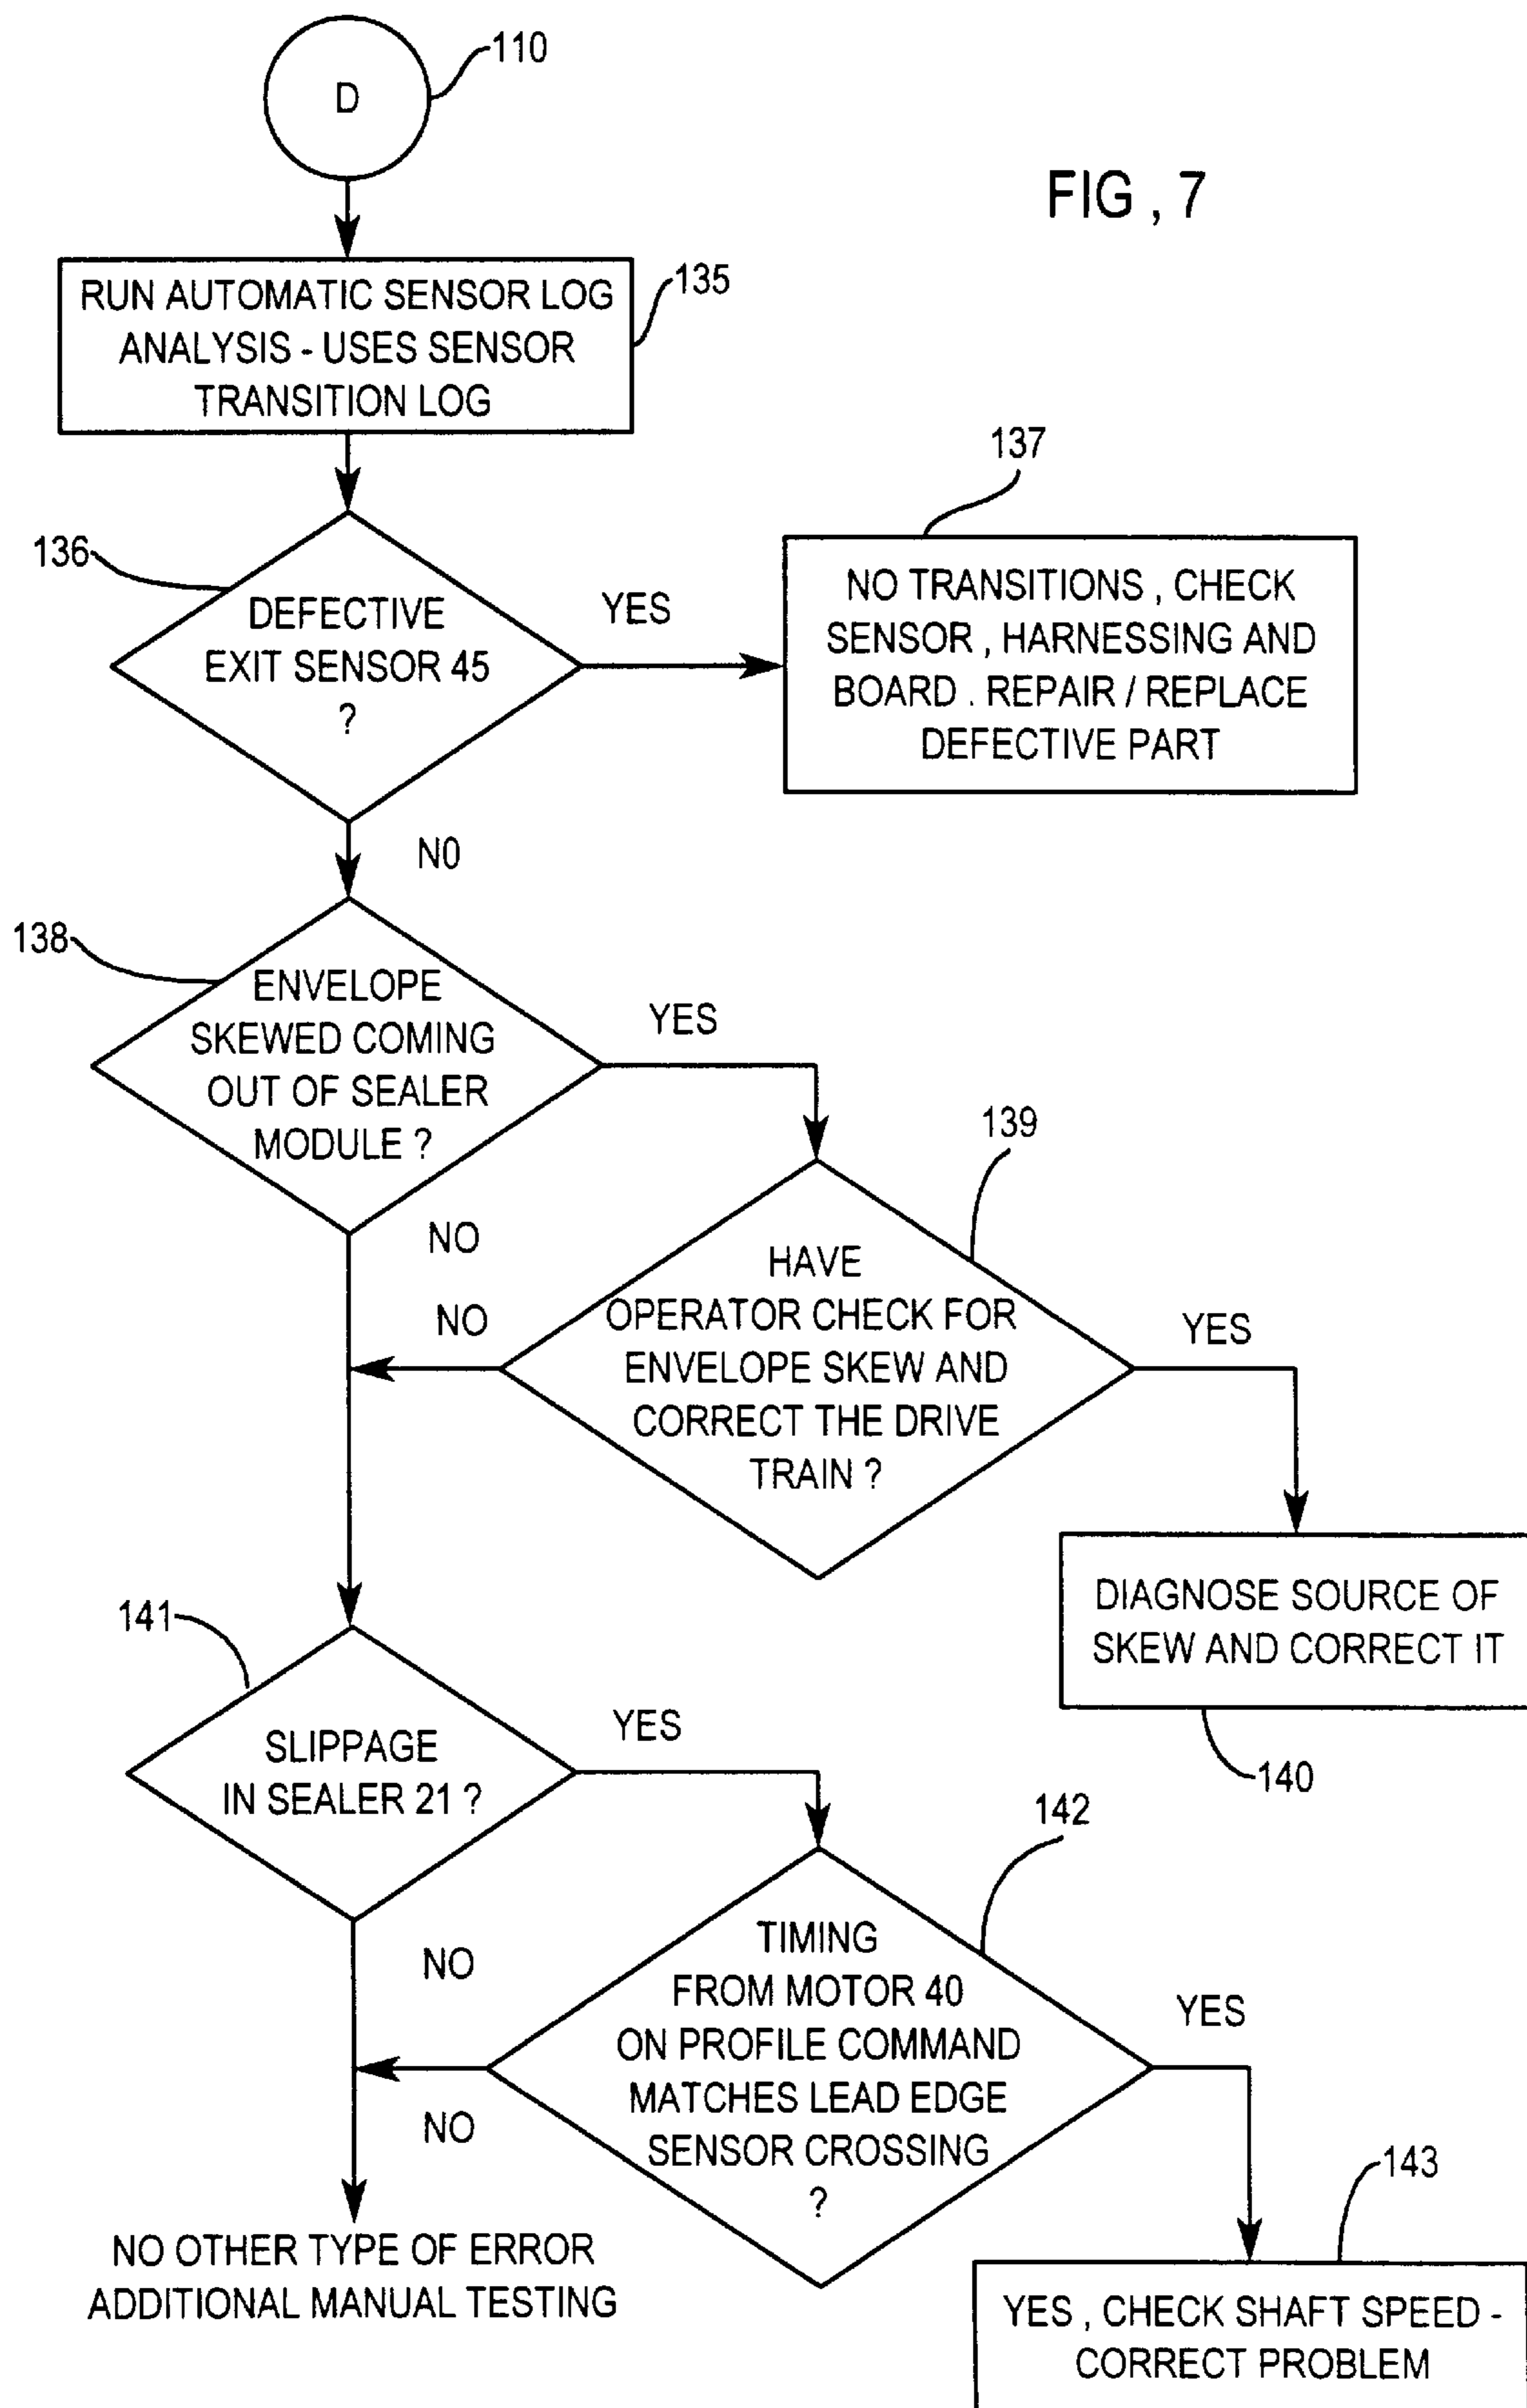 110
D
FIG , 7
135
RUN AUTOMATIC SENSOR LOG
ANALYSIS - USES SENSOR
TRANSITION LOG
137
136
DEFECTIVE
EXIT SENSOR 45
?
YES
NO TRANSITIONS , CHECK
SENSOR , HARNESSING AND
BOARD . REPAIR / REPLACE
DEFECTIVE PART
N0
138
ENVELOPE
SKEWED COMING
OUT OF SEALER
MODULE ?
YES
139
NO
HAVE
OPERATOR CHECK FOR
ENVELOPE SKEW AND
CORRECT THE DRIVE
TRAIN ?
NO
YES
DIAGNOSE SOURCE OF
SKEW AND CORRECT IT
140
141
SLIPPAGE
IN SEALER 21 ?
YES
142
NO
TIMING
FROM MOTOR 40
ON PROFILE COMMAND
MATCHES LEAD EDGE
SENSOR CROSSING
?
YES
NO
143
NO OTHER TYPE OF ERROR
ADDITIONAL MANUAL TESTING
YES , CHECK SHAFT SPEED -
CORRECT PROBLEM